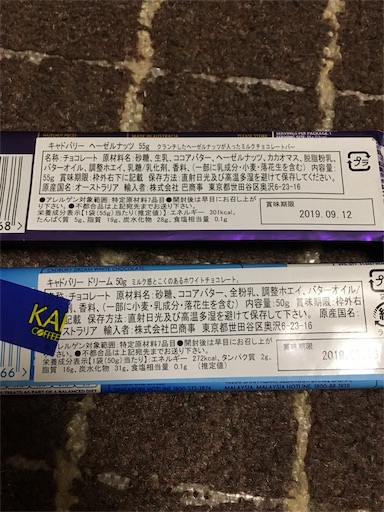 MADE IN AUSTRALIA
キャドバリー ヘーゼルナッツ 55g クランチしたヘーゼルナッツが入ったミルクチョコレートバー
名称:チョコレート 原材料名:砂糖、生乳、ココアバター、ヘーゼルナッツ、カカオマス、脱脂粉乳、
バターオイル、調整ホエイ、乳糖/乳化剤、香料、(一部に乳成分・小麦・落花生を含む) 内容量:
55g 賞味期限:枠外右下に記載 保存方法:直射日光及び高温多湿を避けて保存してください。
原産国名:オーストラリア 輸入者:株式会社 巴商事 東京都世田谷区奥沢6-23-16
●アレルゲン対象範囲:特定原材料7品目●開封後は早目に召し上
がりください。●不都合品は上記宛先までお送り下さい。
栄養成分表示【1袋(55g)当たり(推定値)】:エネルギー 301kcal、
たんぱく質 5g、脂質 19g、炭水化物 28g、食塩相当量 0.1g
賞味期限
2019.09.12
プラ
68
キャドバリー ドリーム 50g ミルク感とこくのあるホワイトチョコレート
名称:チョコレート 原材料名:砂糖、ココアバター、全粉乳、調整ホエイ、バターオイル/
香料、(一部に小麦・乳成分・落花生を含む) 内容量:50g 賞味期限:枠外右
に記載 保存方法:直射日光及び高温多湿を避けて保存してください。 原産国名:
オーストラリア 輸入者:株式会社巴商事 東京都世田谷区奥沢6-23-16
アレルゲン対象範囲:特定原材料7品目●開封後は早目に召し上がり
ください。●不都合品は上記宛先までお送り下さい。
栄養成分表示【1袋(50g)当たり】:エネルギー 272kcal、タンパク質 2g、
脂質 16g、炭水化物 31g、食塩相当量 0.1g (推定値)
賞味期限
プラ
KA
COFFEE
66